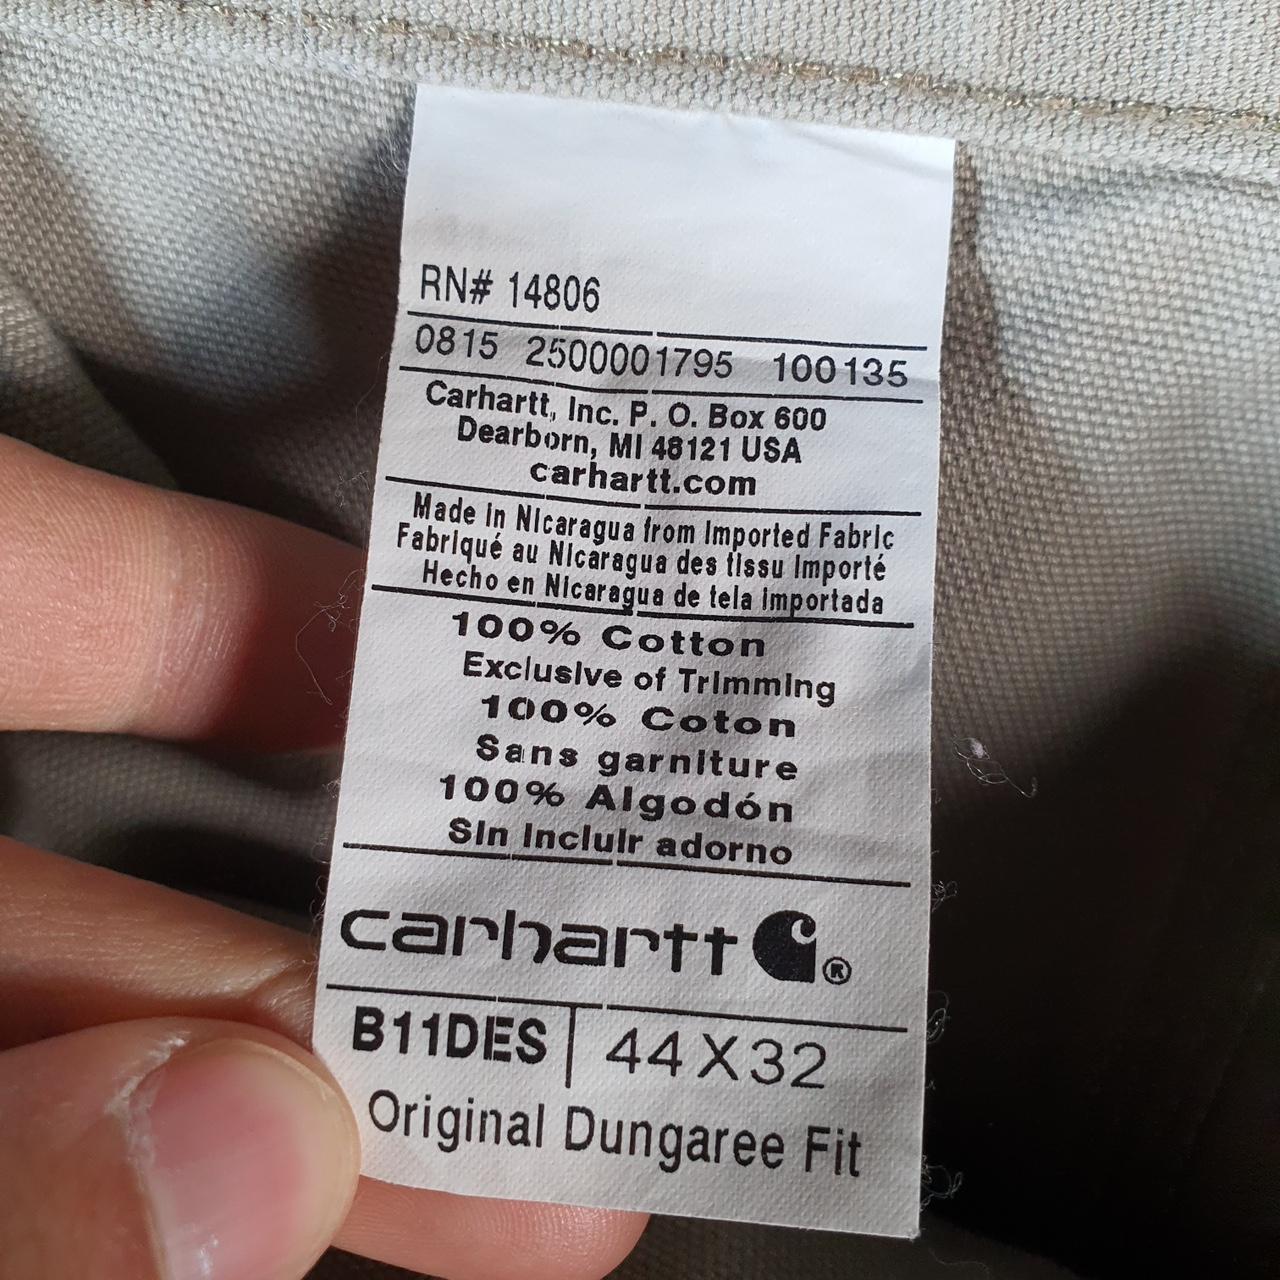 RN# 14806
0815 2500001795 100135
Carhartt, Inc. P. O. Box 600
Dearborn, MI 48121 USA
carhartt.com
Made in Nicaragua from Imported Fabric
Fabriqué au Nicaragua des tissu importé
Hecho en Nicaragua de tela importada
100% Cotton
Exclusive of Trimming
100% Coton
Sans garniture
100% Algodón
Sin incluir adorno
carhartt ®
B11DES | 44X32
Original Dungaree Fit